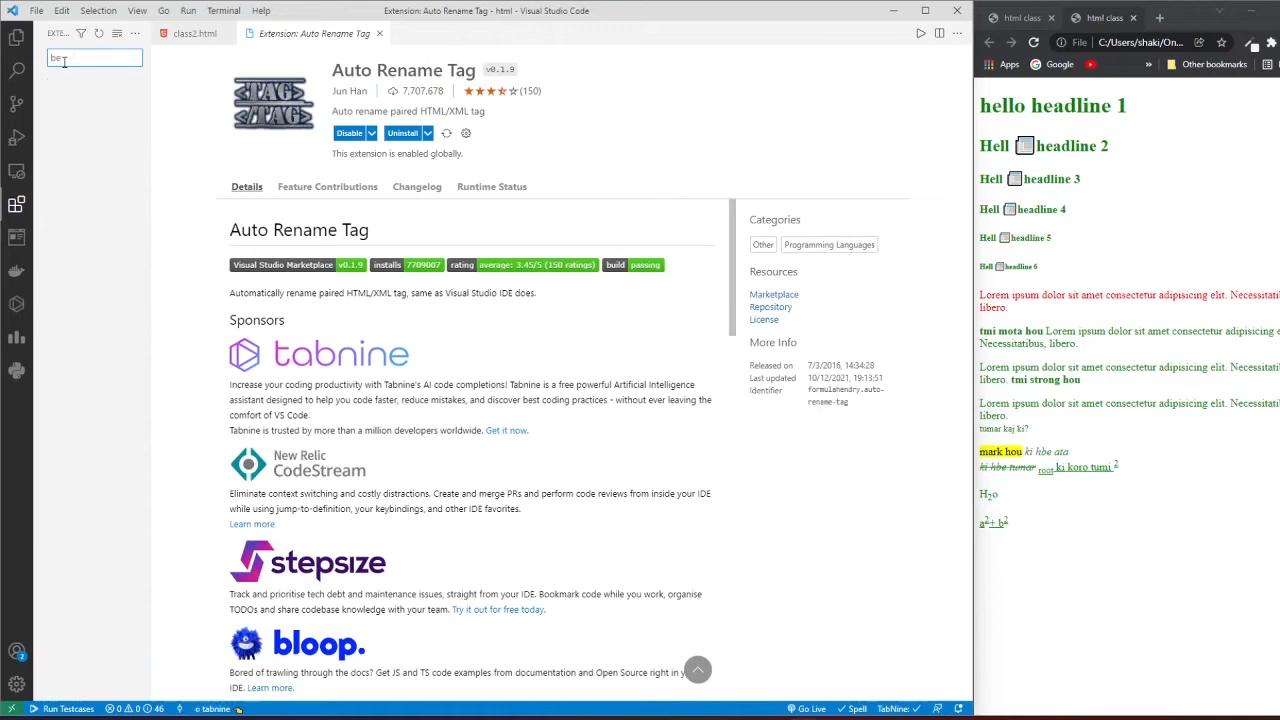 File Edit Selection View Go Run Terminal Help
Extension: Auto Rename Tag - html - Visual Studio Code
EXTE...
class2.html
Extension: Auto Rename Tag
be
TAG
/TAG
Auto Rename Tag v0.1.9
Jun Han 7,707,678 (150)
Auto rename paired HTML/XML tag
Disable Uninstall
This extension is enabled globally.
Details Feature Contributions Changelog Runtime Status
Auto Rename Tag
Visual Studio Marketplace v0.1.9 installs 7709007 rating average: 3.45/5 (150 ratings) build passing
Automatically rename paired HTML/XML tag, same as Visual Studio IDE does.
Sponsors
tabnine
Increase your coding productivity with Tabnine's AI code completions! Tabnine is a free powerful Artificial Intelligence
assistant designed to help you code faster, reduce mistakes, and discover best coding practices - without ever leaving the
comfort of VS Code.
Tabnine is trusted by more than a million developers worldwide. Get it now.
New Relic
CodeStream
Eliminate context switching and costly distractions. Create and merge PRs and perform code reviews from inside your IDE
while using jump-to-definition, your keybindings, and other IDE favorites.
Learn more
stepsize
Track and prioritise tech debt and maintenance issues, straight from your IDE. Bookmark code while you work, organise
TODOs and share codebase knowledge with your team. Try it out for free today.
bloop.
Bored of trawling through the docs? Get JS and TS code examples from documentation and Open Source right in
IDE. Learn more.
Categories
Other Programming Languages
Resources
Marketplace
Repository
License
More Info
Released on 7/3/2016, 14:34:28
Last updated 10/12/2021, 19:13:51
Identifier formulahendry.auto-
rename-tag
2
Run Testcases 0 0 46 tabnine
Go Live Spell TabNine:
html class
html class
File C:/Users/shaki/On...
Apps Google » Other bookmarks
hello headline 1
Hell headline 2
Hell headline 3
Hell headline 4
Hell headline 5
Hell headline 6
Lorem ipsum dolor sit amet consectetur adipisicing elit. Necessitati
libero.
tmi mota hou Lorem ipsum dolor sit amet consectetur adipisicing e
Necessitatibus, libero.
Lorem ipsum dolor sit amet consectetur adipisicing elit. Necessitat
libero. tmi strong hou
Lorem ipsum dolor sit amet consectetur adipisicing elit. Necessitat
libero.
tumar kaj ki?
mark hou ki hbe ata
ki hbe tumar root ki koro tumi 2
H2o
a2+ b2